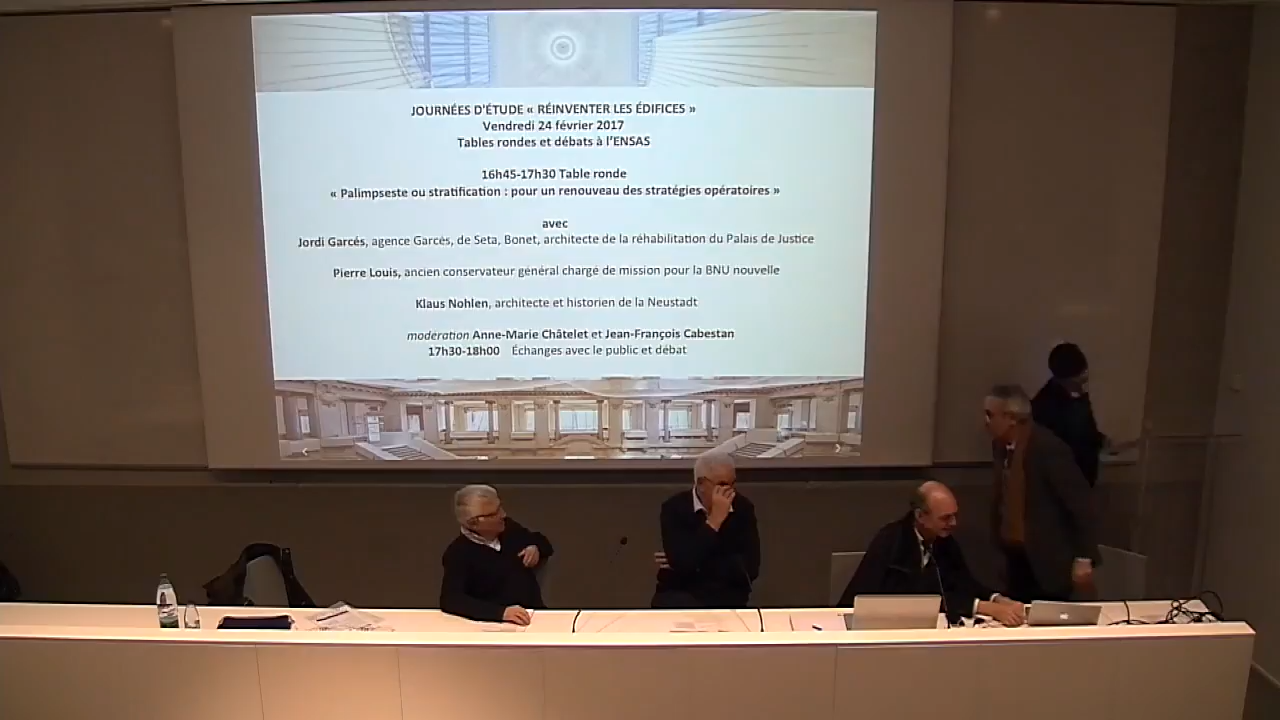 JOURNÉES D'ÉTUDE « RÉINVENTER LES ÉDIFICES »
Vendredi 24 février 2017
Tables rondes et débats à l'ENSAS
16h45-17h30 Table ronde
« Palimpseste ou stratification : pour un renouveau des stratégies opératoires »
avec
Jordi Garcés, agence Garcés, de Seta, Bonet, architecte de la réhabilitation du Palais de Justice
Pierre Louis, ancien conservateur général chargé de mission pour la BNU nouvelle
Klaus Nohlen, architecte et historien de la Neustadt
modération Anne-Marie Châtelet et Jean-François Cabestan
17h30-18h00 Échanges avec le public et débat